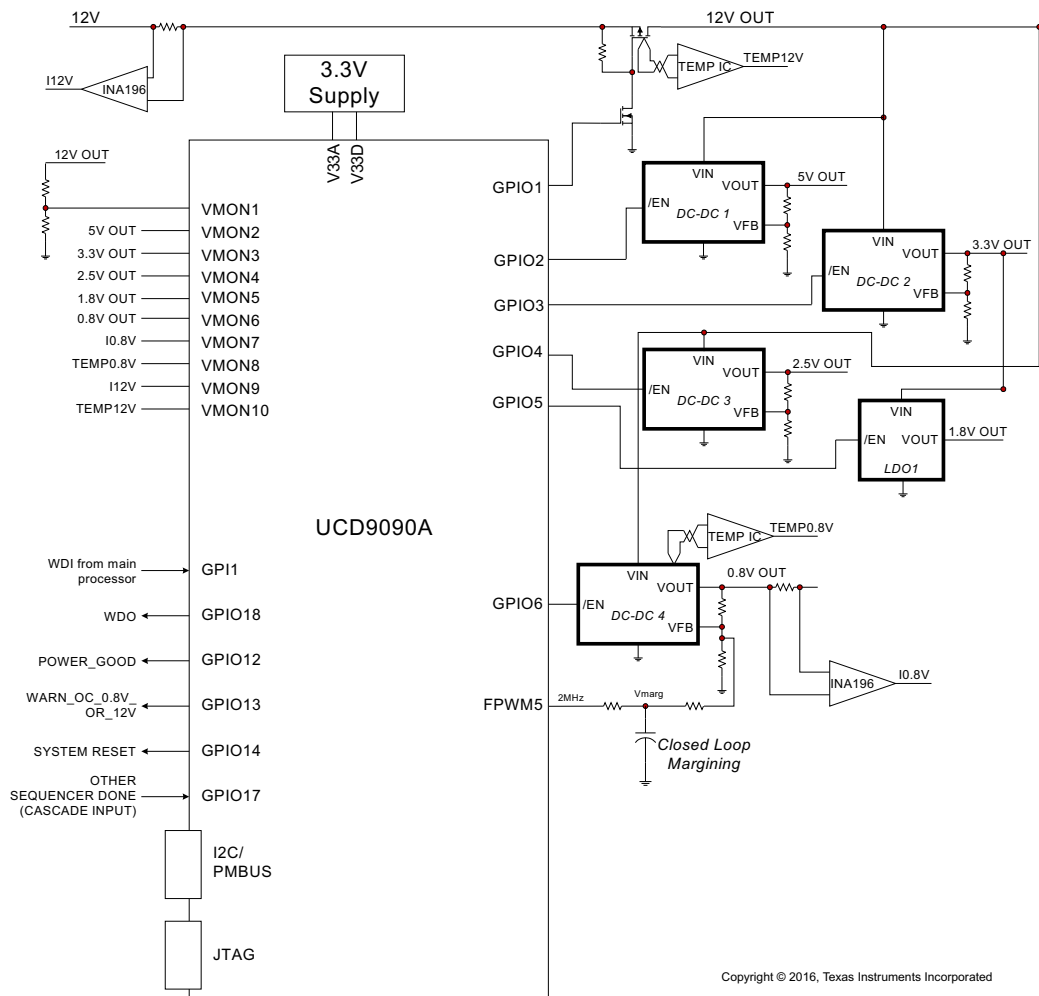 12V
12V OUT
I12V
INA196
3.3V
Supply
V33A
V33D
TEMP IC
TEMP12V
12V OUT
VMON1
5V OUT
VMON2
3.3V OUT
VMON3
2.5V OUT
VMON4
1.8V OUT
VMON5
0.8V OUT
VMON6
I0.8V
VMON7
TEMP0.8V
VMON8
I12V
VMON9
TEMP12V
VMON10
GPIO1
GPIO2
GPIO3
GPIO4
GPIO5
VIN
/EN
VOUT
5V OUT
DC-DC 1
VFB
VIN
/EN
VOUT
3.3V OUT
DC-DC 2
VFB
VIN
/EN
VOUT
2.5V OUT
DC-DC 3
VFB
VIN
/EN
VOUT
1.8V OUT
LDO1
UCD9090A
WDI from main
processor
GPI1
WDO
GPIO18
POWER_GOOD
GPIO12
WARN_OC_0.8V_
OR_12V
GPIO13
SYSTEM RESET
GPIO14
OTHER
SEQUENCER DONE
(CASCADE INPUT)
GPIO17
I2C/
PMBUS
JTAG
GPIO6
TEMP IC
TEMP0.8V
VIN
/EN
VOUT
0.8V OUT
DC-DC 4
VFB
INA196
I0.8V
FPWM5
2MHz
Vmarg
Closed Loop
Margining
Copyright © 2016, Texas Instruments Incorporated